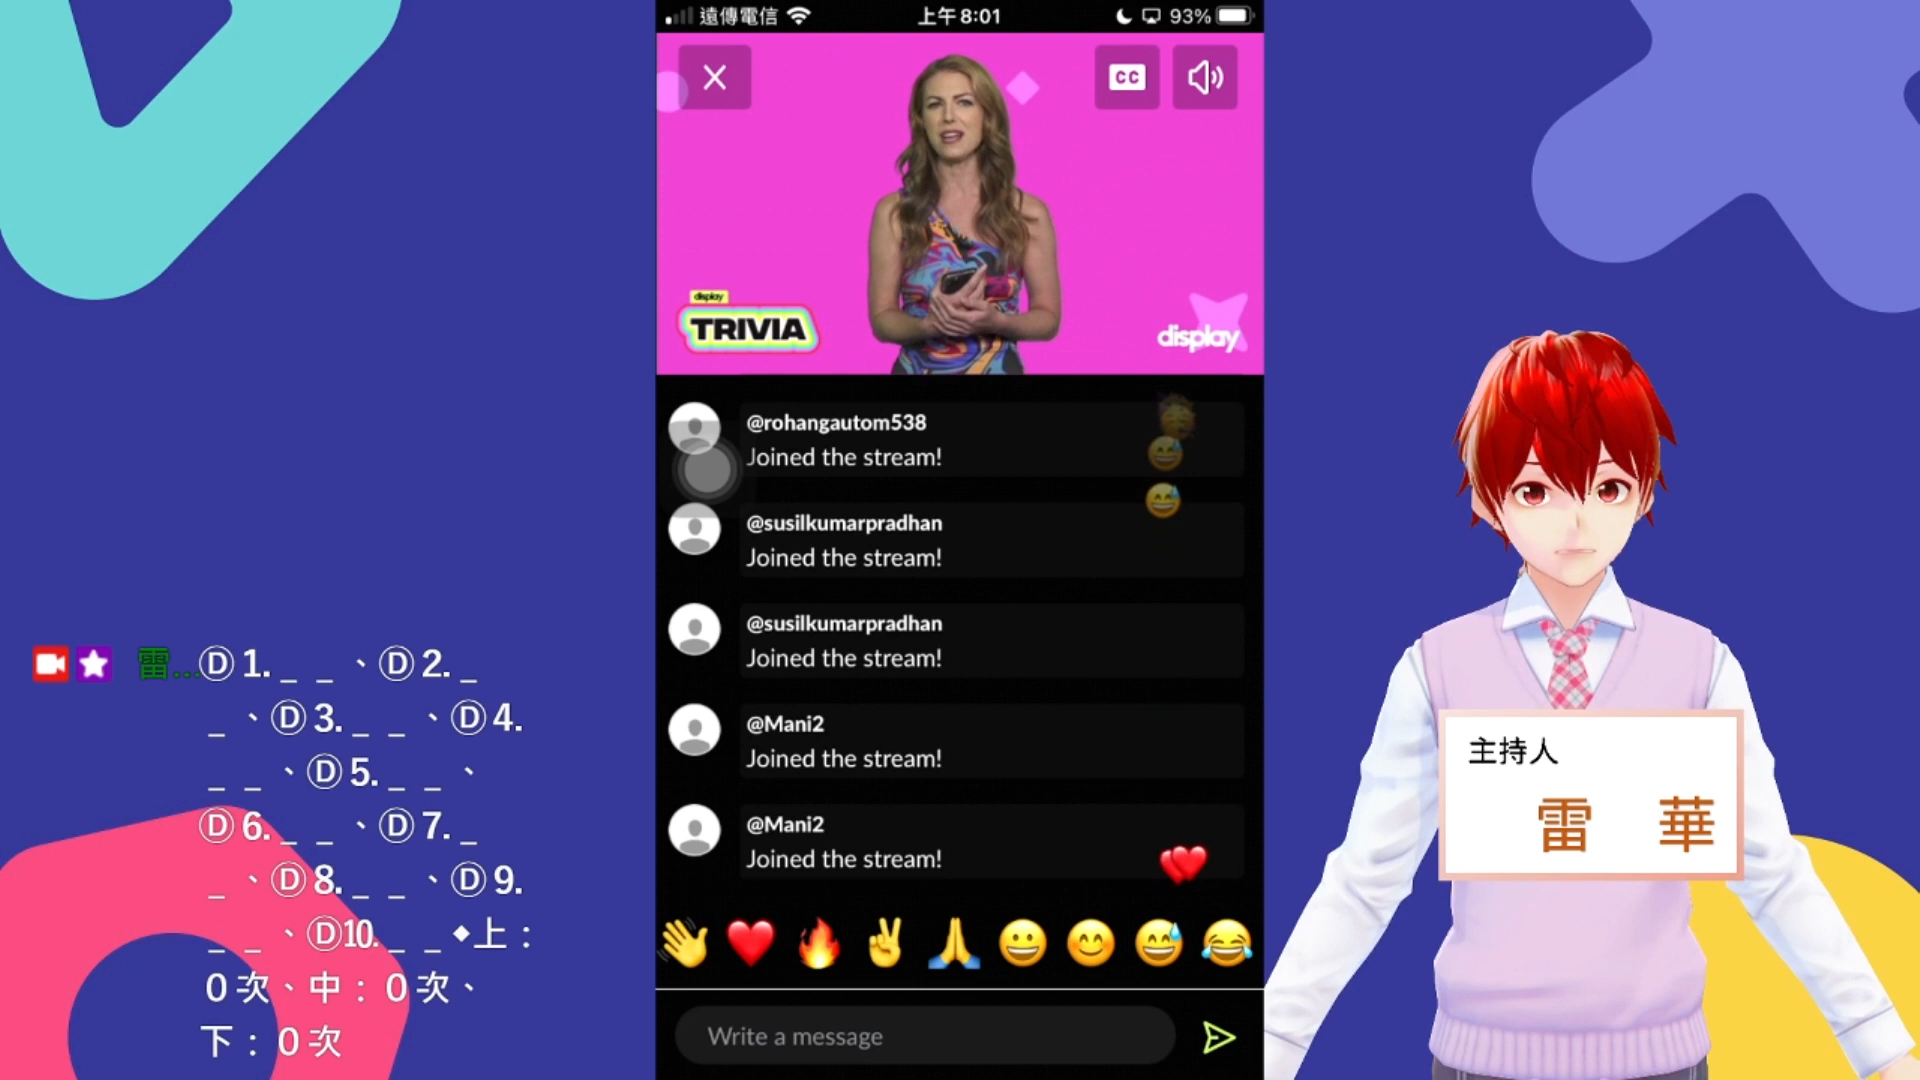 遠傳電信
上午8:01
93%
CC
display
TRIVIA
display
@rohangautom538
Joined the stream!
@susilkumarpradhan
Joined the stream!
@susilkumarpradhan
Joined the stream!
@Mani2
Joined the stream!
@Mani2
Joined the stream!
Write a message
雷...Ⓓ1. _ _ 、Ⓓ2. _
_ 、Ⓓ3. _ _ 、Ⓓ4.
_ _ 、Ⓓ5. _ _ 、
Ⓓ6. _ _ 、Ⓓ7. _
_ 、Ⓓ8. _ _ 、Ⓓ9.
_ _ 、Ⓓ10. _ _ ◆上：
0次、中：0次、
下：0次
主持人
雷 華